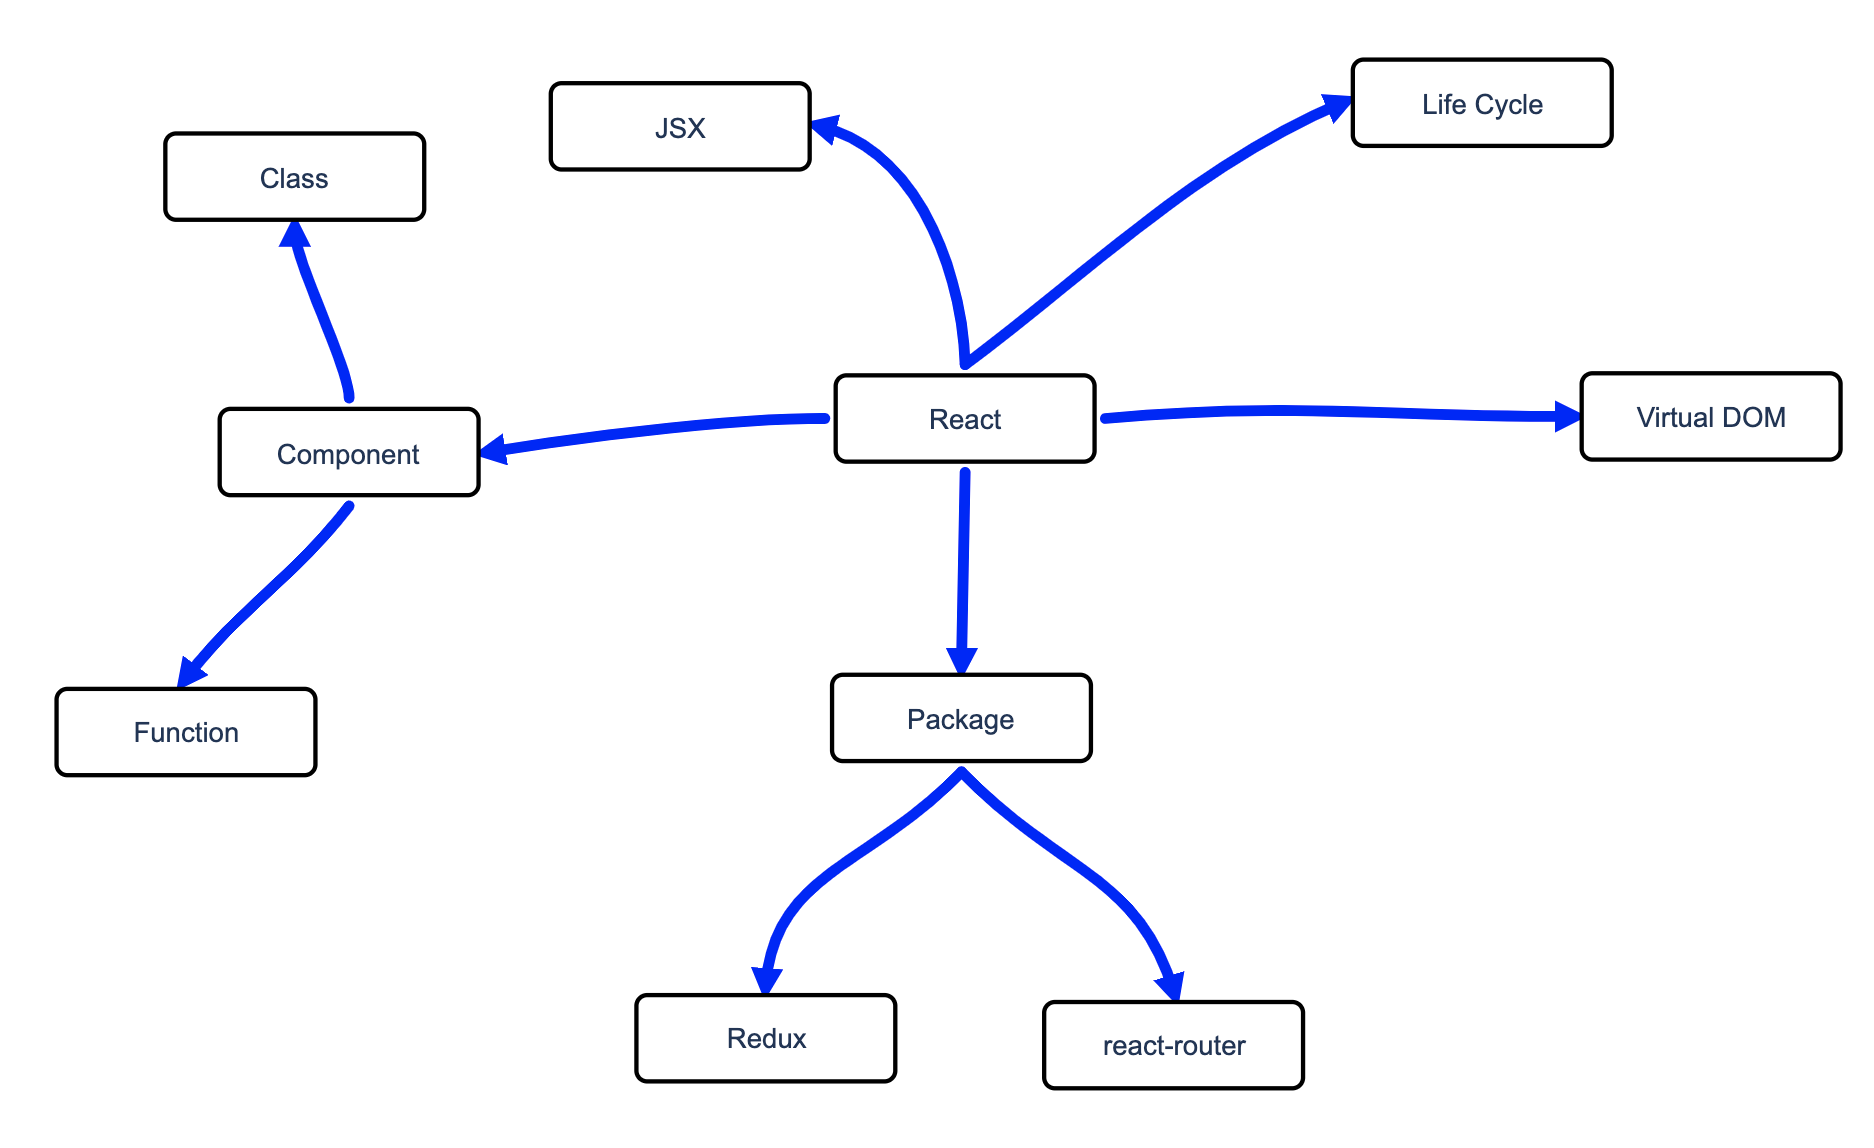 Life Cycle
JSX
Class
React
Virtual DOM
Component
Package
Function
Redux
react-router